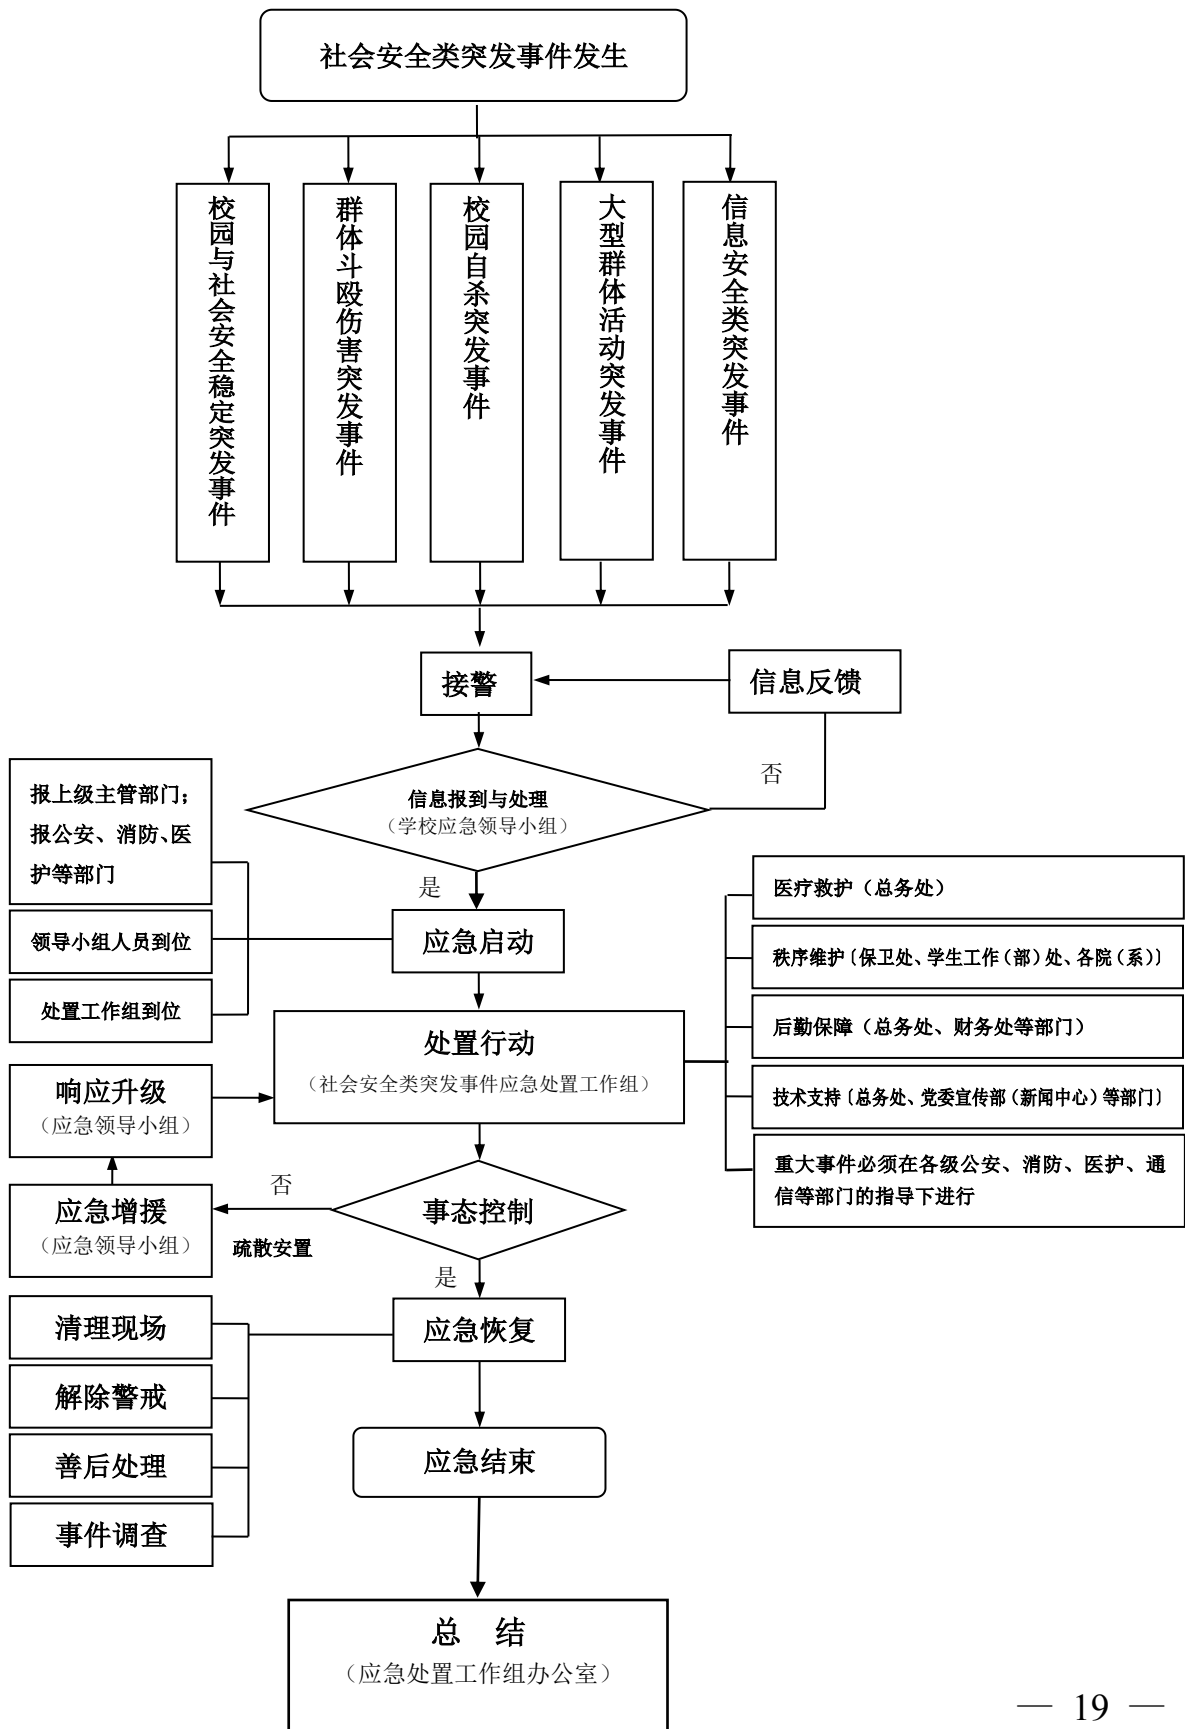 社会安全类突发事件发生
校园与社会安全稳定突发事件
群体斗殴伤害突发事件
校园自杀突发事件
大型群体活动突发事件
信息安全类突发事件
接警
信息反馈
否
信息报到与处理
（学校应急领导小组）
是
报上级主管部门；
报公安、消防、医
护等部门
领导小组人员到位
处置工作组到位
应急启动
处置行动
（社会安全类突发事件应急处置工作组）
医疗救护（总务处）
秩序维护〔保卫处、学生工作（部）处、各院（系）〕
后勤保障（总务处、财务处等部门）
技术支持〔总务处、党委宣传部（新闻中心）等部门〕
重大事件必须在各级公安、消防、医护、通
信等部门的指导下进行
响应升级
（应急领导小组）
应急增援
（应急领导小组）
否
疏散安置
事态控制
是
应急恢复
清理现场
解除警戒
善后处理
事件调查
应急结束
总 结
（应急处置工作组办公室）
— 19 —